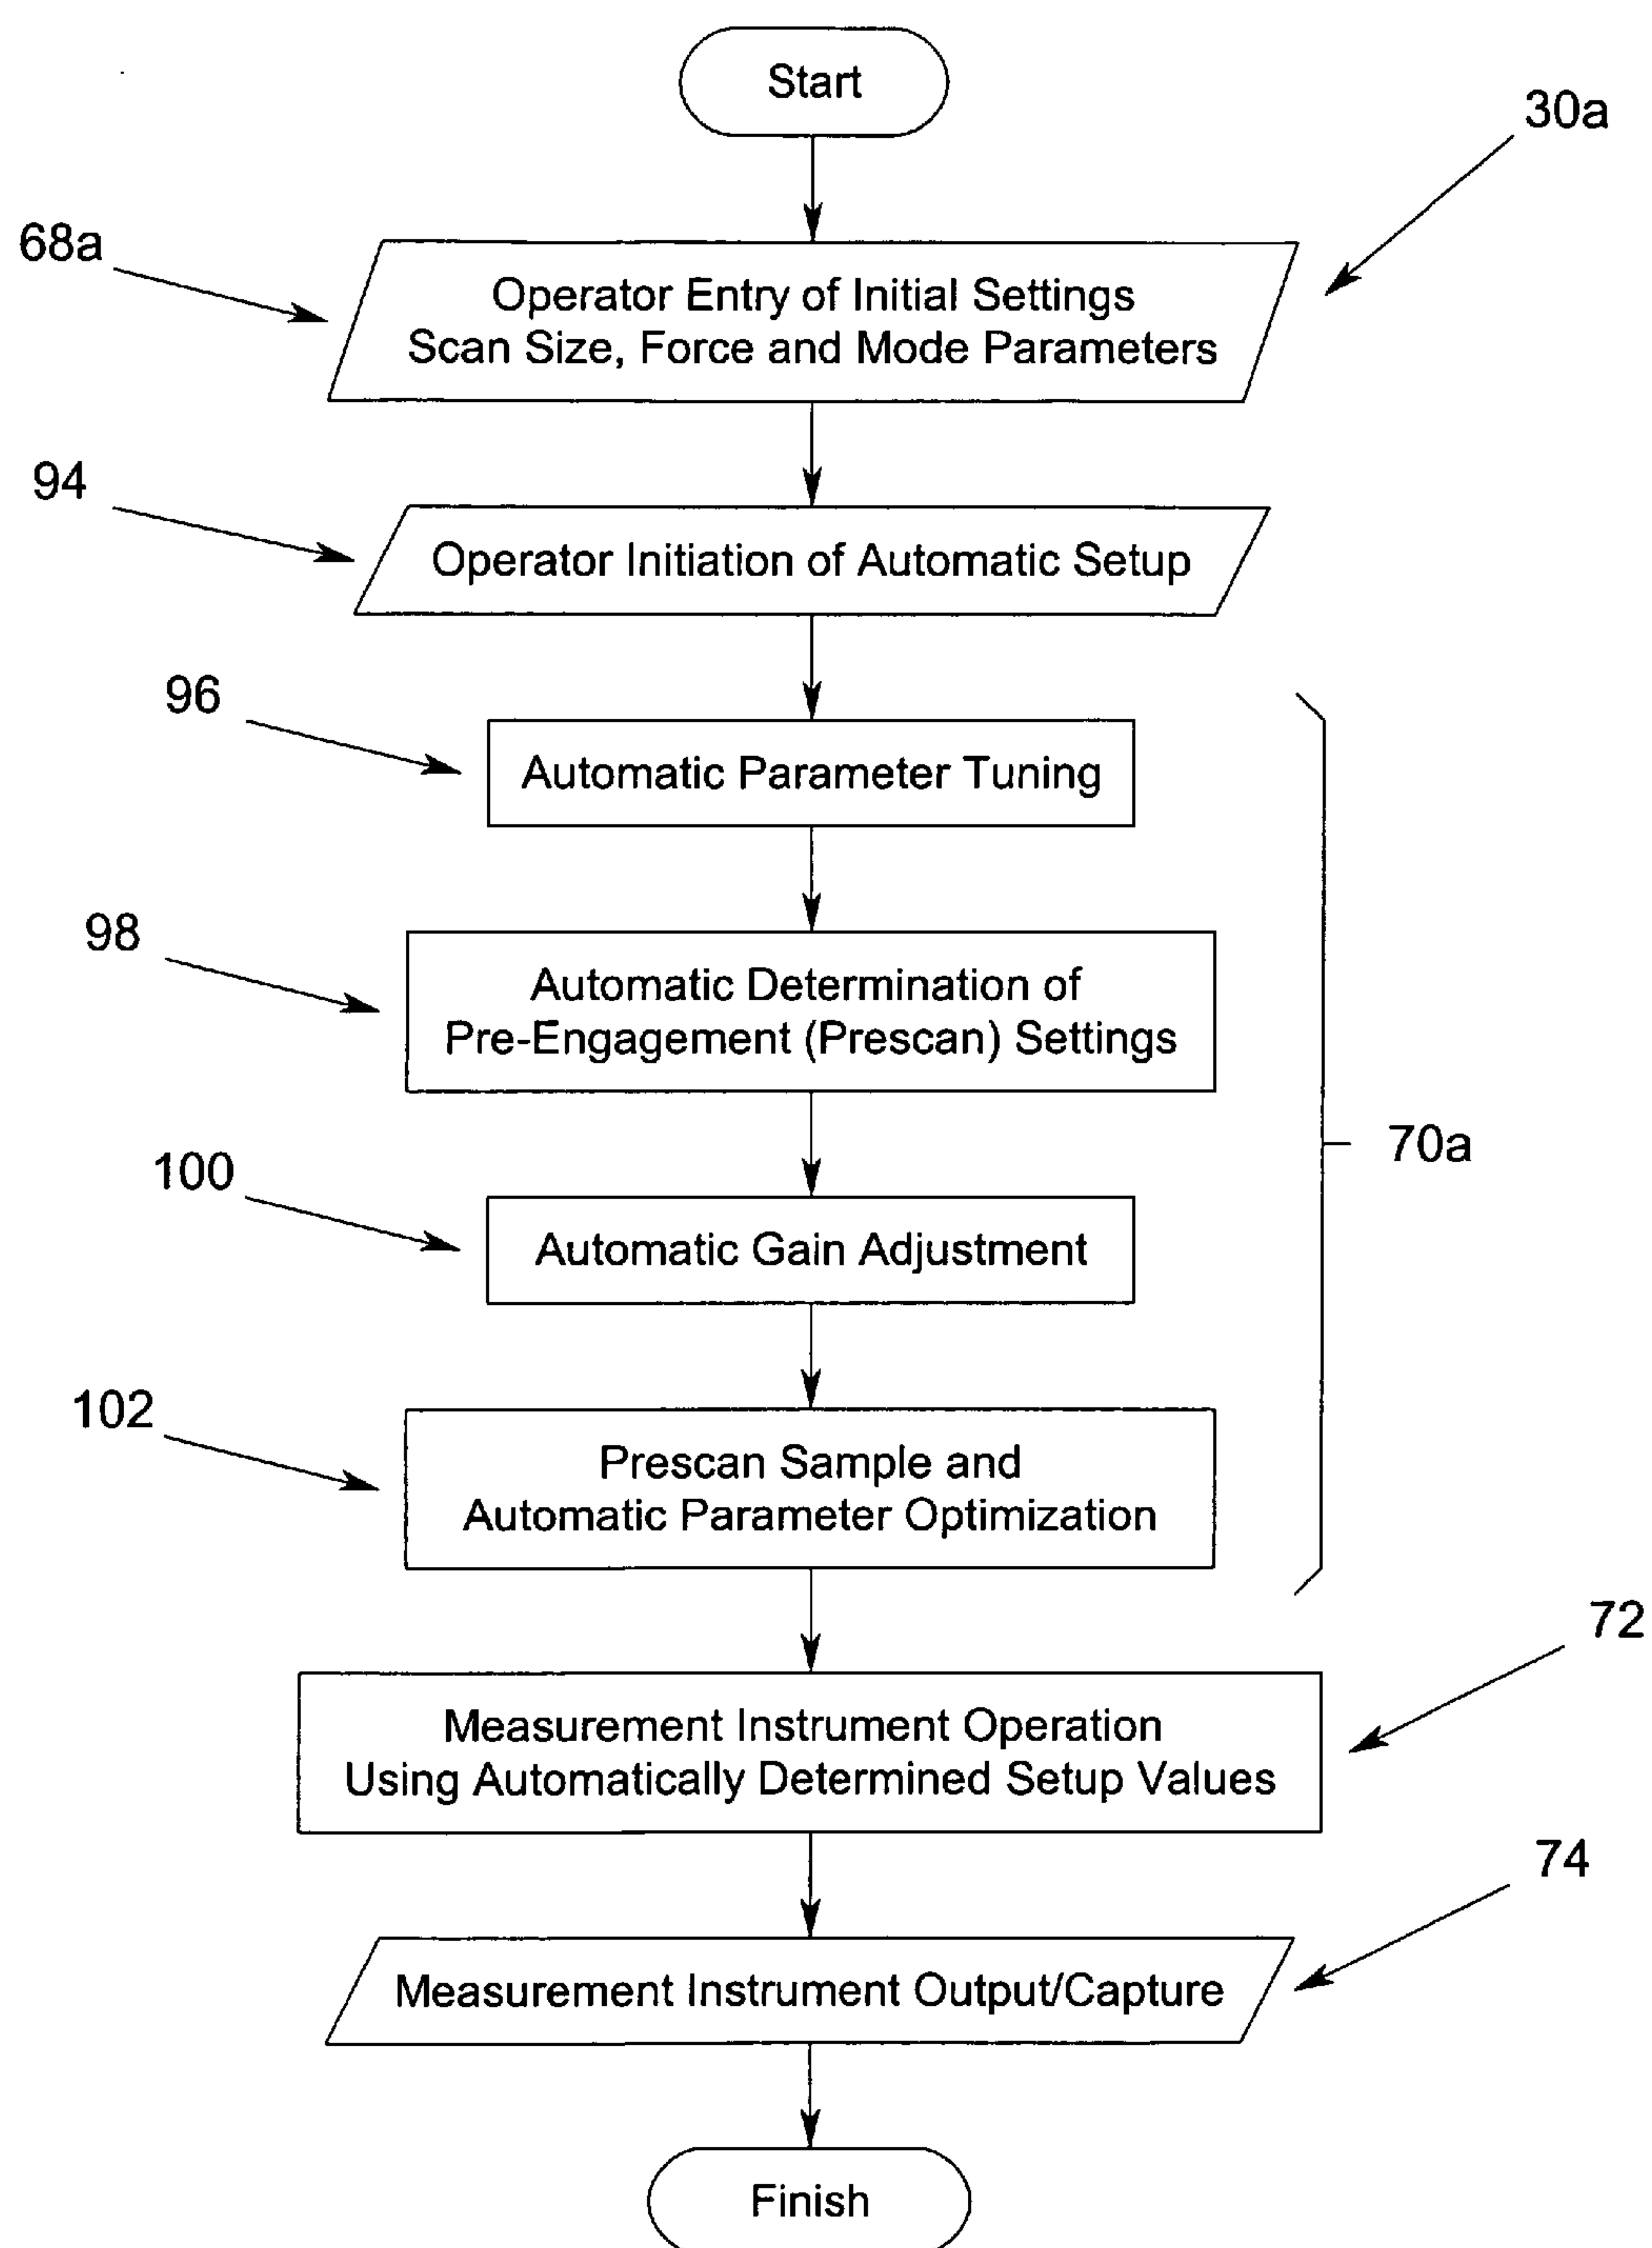 Start
30a
68a
Operator Entry of Initial Settings
Scan Size, Force and Mode Parameters
94
Operator Initiation of Automatic Setup
96
Automatic Parameter Tuning
98
Automatic Determination of
Pre-Engagement (Prescan) Settings
70a
100
Automatic Gain Adjustment
102
Prescan Sample and
Automatic Parameter Optimization
72
Measurement Instrument Operation
Using Automatically Determined Setup Values
74
Measurement Instrument Output/Capture
Finish